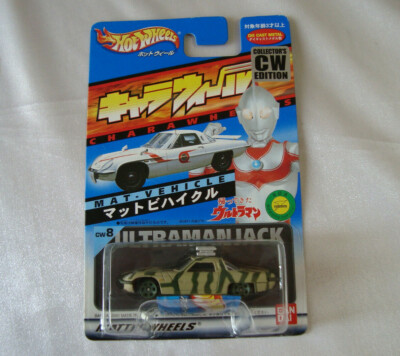 Hot Wheels
ホットウィール
対象年齢3才以上
DIE CAST METAL
COLLECTOR'S
CW
EDITION
キャラウィール
CHARAWHEELS
MAT-VEHICLE
マットビハイクル
帰ってきた
ウルトラマン
CW8
ULTRAMAN JACK
MATTEL WHEELS
BANDAI